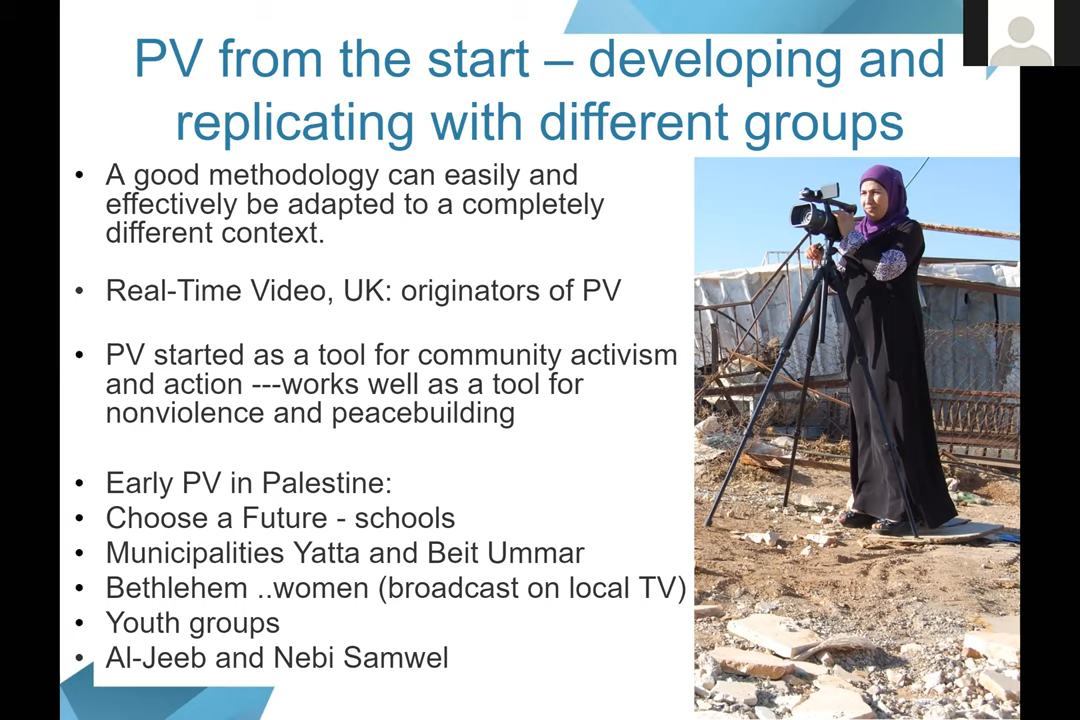 PV from the start – developing and
replicating with different groups
• A good methodology can easily and
effectively be adapted to a completely
different context.
• Real-Time Video, UK: originators of PV
• PV started as a tool for community activism
and action ---works well as a tool for
nonviolence and peacebuilding
• Early PV in Palestine:
• Choose a Future - schools
• Municipalities Yatta and Beit Ummar
• Bethlehem ..women (broadcast on local TV)
• Youth groups
• Al-Jeeb and Nebi Samwel